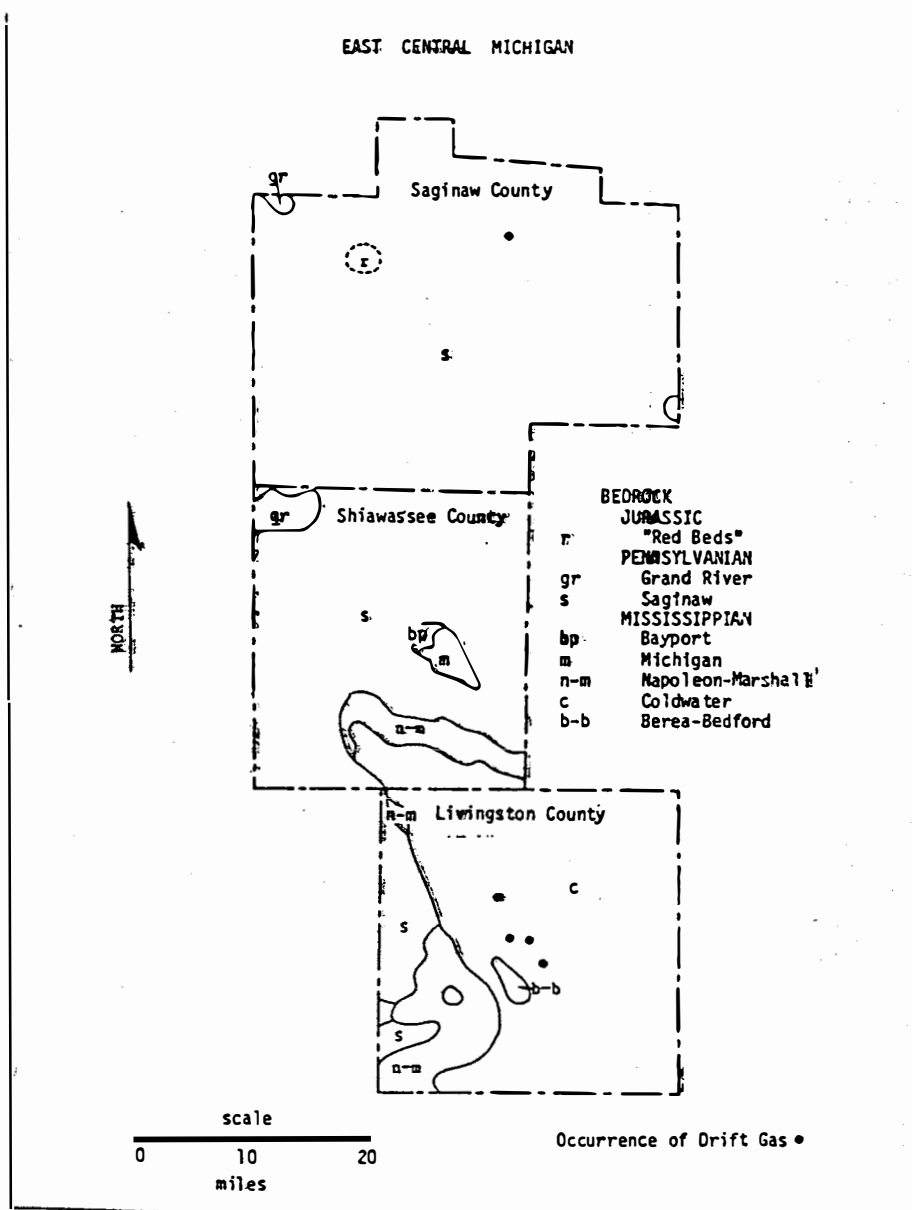 EAST CENTRAL MICHIGAN
gr
Saginaw County
r
s
gr
Shiawassee County
s
bp
m
n-m
NORTH
BEDROCK
JURASSIC
r "Red Beds"
PENNSYLVANIAN
gr Grand River
s Saginaw
MISSISSIPPIAN
bp Bayport
m Michigan
n-m Napoleon-Marshall
c Coldwater
b-b Berea-Bedford
n-m
Livingston County
c
s
b-b
s
n-m
scale
0 10 20
miles
Occurrence of Drift Gas